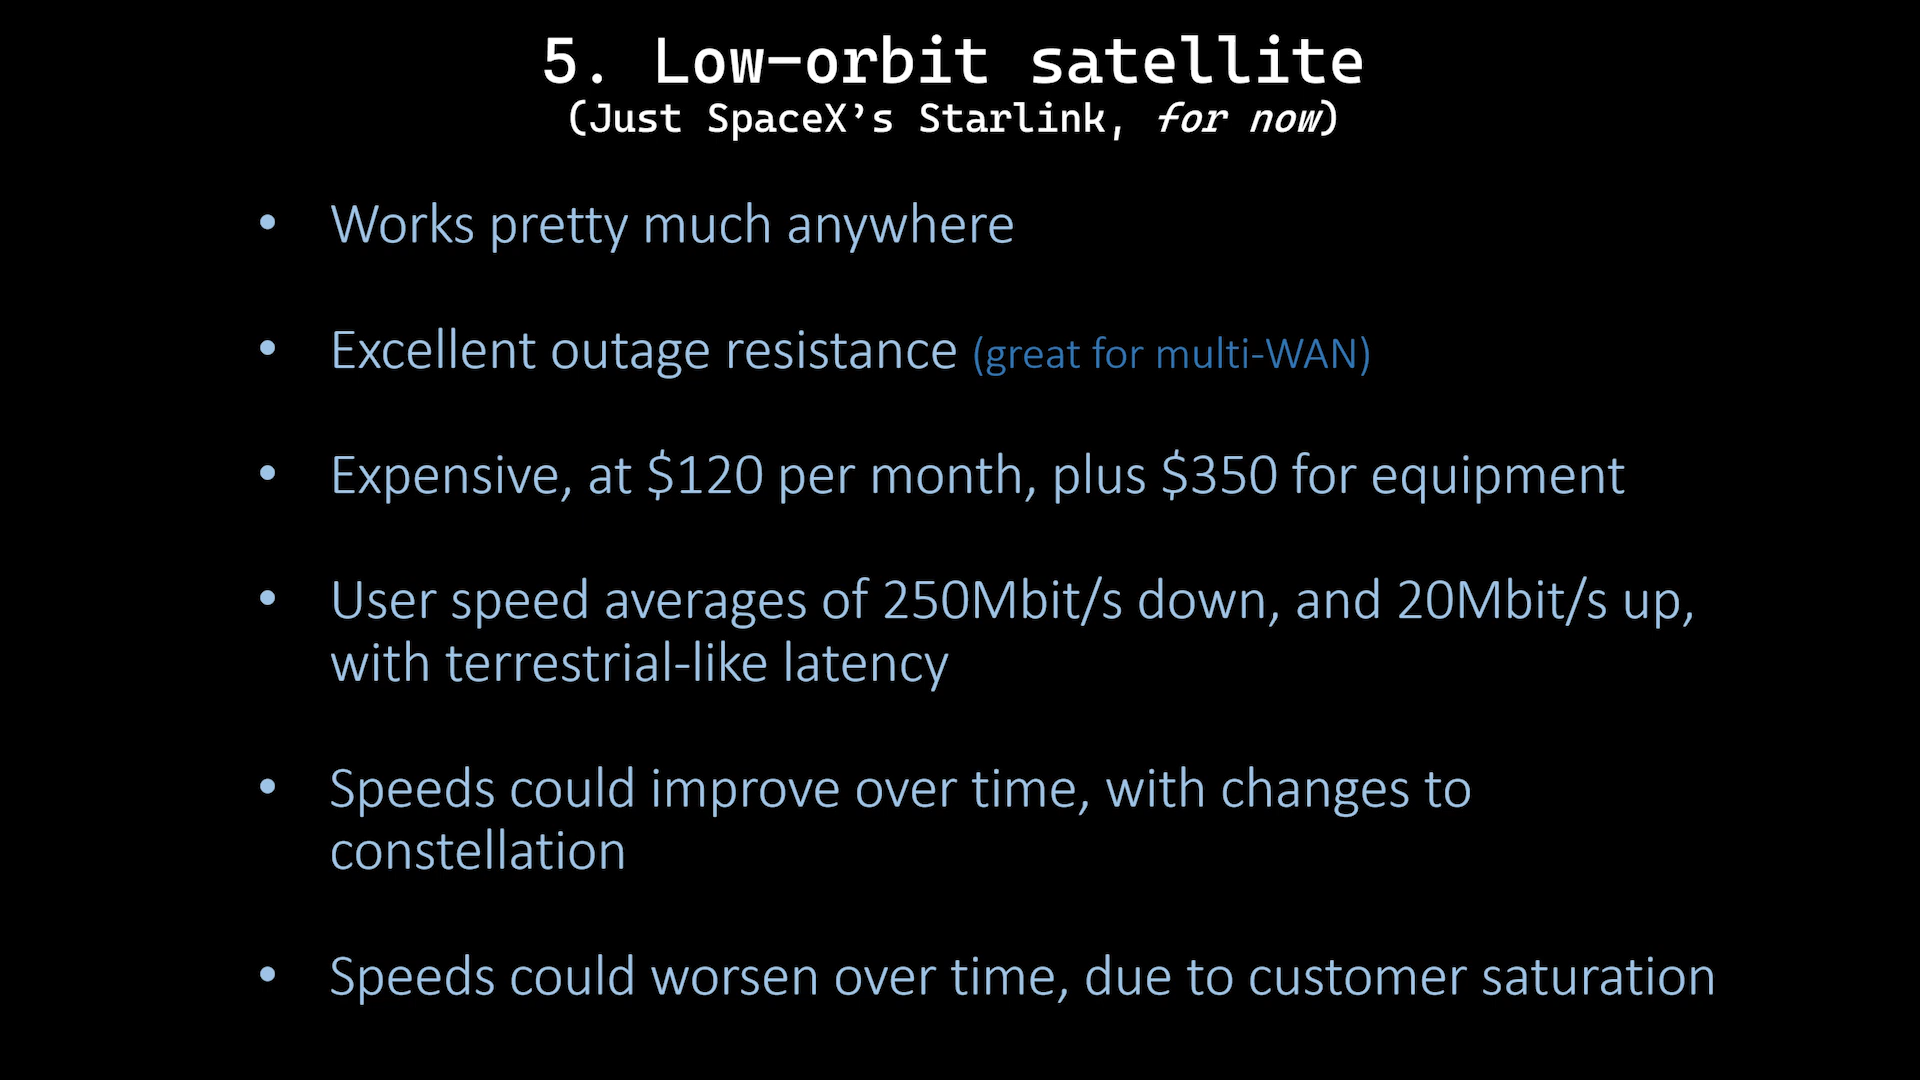 5. Low-orbit satellite
(Just SpaceX's Starlink, for now)
• Works pretty much anywhere
• Excellent outage resistance (great for multi-WAN)
• Expensive, at $120 per month, plus $350 for equipment
• User speed averages of 250Mbit/s down, and 20Mbit/s up,
with terrestrial-like latency
• Speeds could improve over time, with changes to
constellation
• Speeds could worsen over time, due to customer saturation